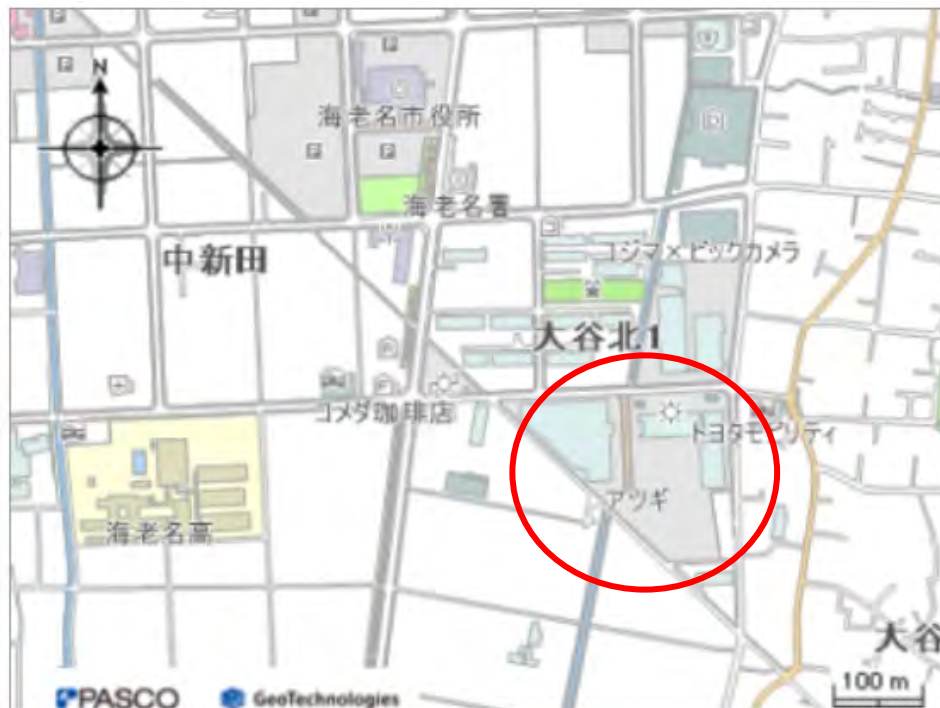 N
海老名市役所
海老名署
中新田
コジマ×ビックカメラ
大谷北1
コメダ珈琲店
トヨタモビリティ
アツギ
海老名高
大谷
100 m
PASCO
GeoTechnologies